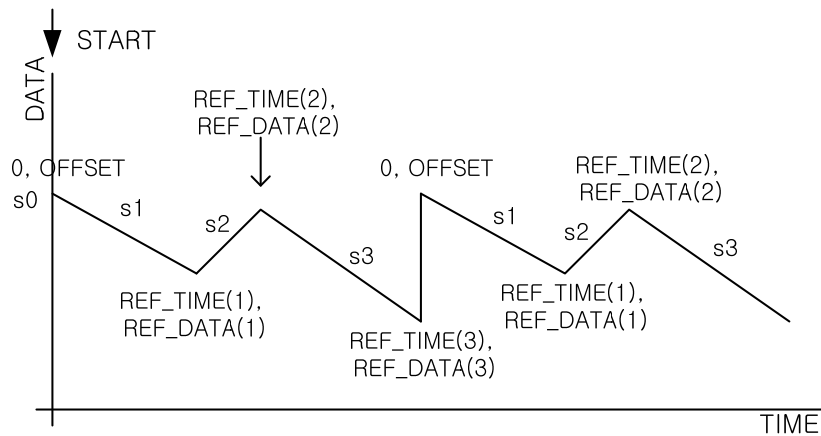 START
DATA
REF_TIME(2),
REF_DATA(2)
0, OFFSET
s0
s1
s2
s3
REF_TIME(1),
REF_DATA(1)
REF_TIME(3),
REF_DATA(3)
0, OFFSET
REF_TIME(2),
REF_DATA(2)
s1
s2
s3
REF_TIME(1),
REF_DATA(1)
TIME